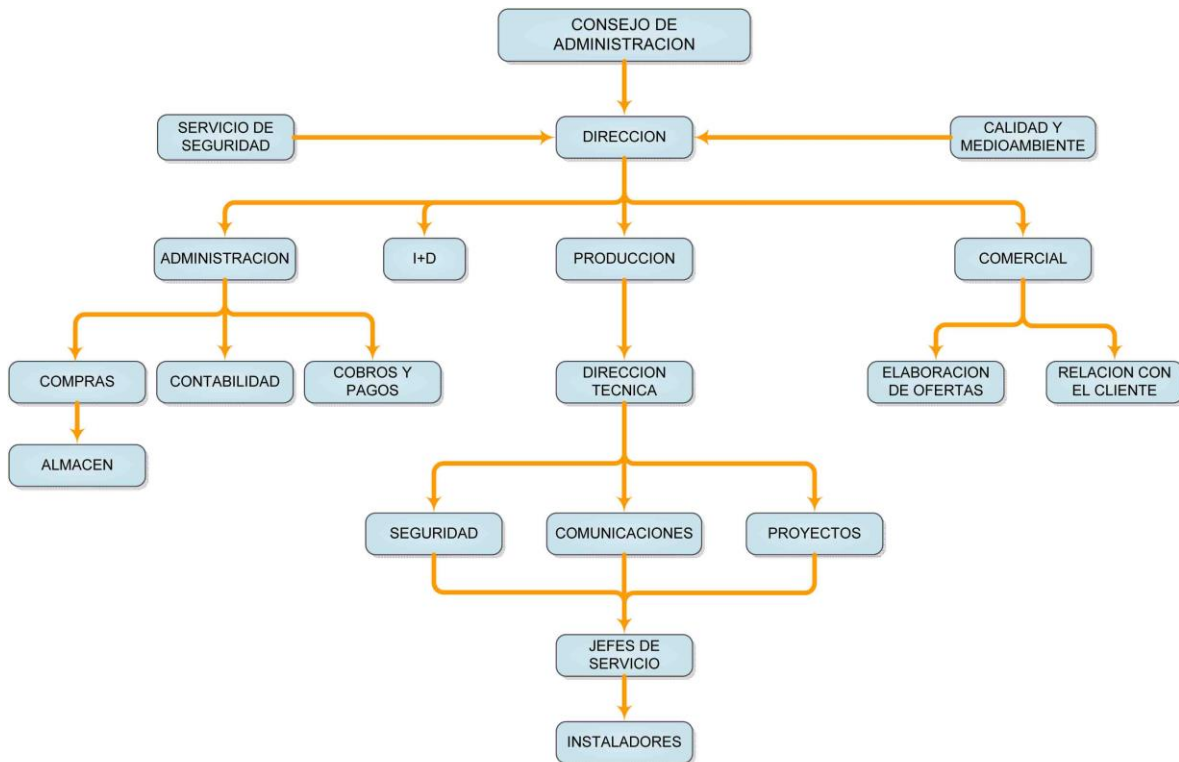 CONSEJO DE
ADMINISTRACION
SERVICIO DE
SEGURIDAD
DIRECCION
CALIDAD Y
MEDIOAMBIENTE
ADMINISTRACION
I+D
PRODUCCION
COMERCIAL
COMPRAS
CONTABILIDAD
COBROS Y
PAGOS
DIRECCION
TECNICA
ELABORACION
DE OFERTAS
RELACION CON
EL CLIENTE
ALMACEN
SEGURIDAD
COMUNICACIONES
PROYECTOS
JEFES DE
SERVICIO
INSTALADORES